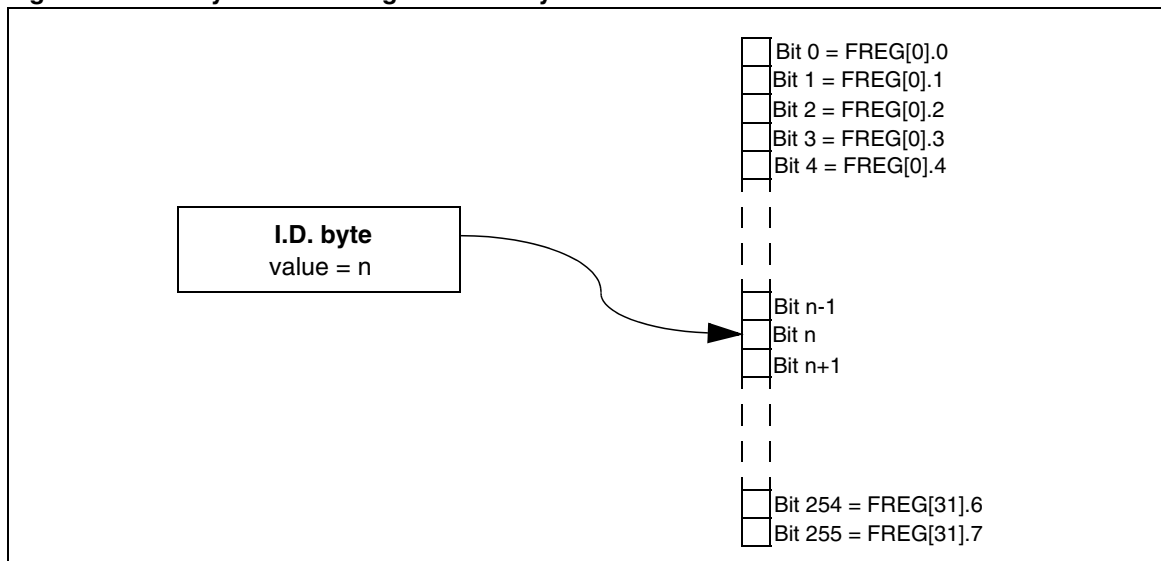 Bit 0 = FREG[0].0
Bit 1 = FREG[0].1
Bit 2 = FREG[0].2
Bit 3 = FREG[0].3
Bit 4 = FREG[0].4
I.D. byte
value = n
Bit n-1
Bit n
Bit n+1
Bit 254 = FREG[31].6
Bit 255 = FREG[31].7